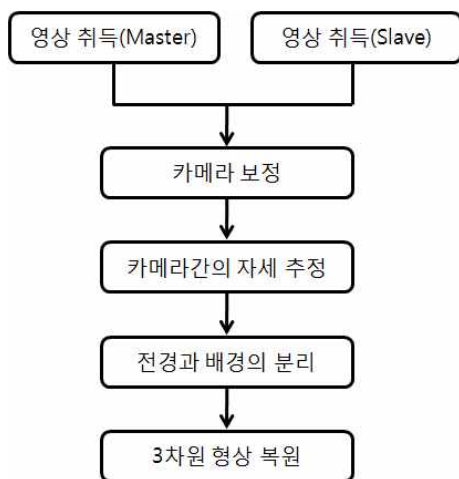 영상 취득(Master)
영상 취득(Slave)
카메라 보정
카메라간의 자세 추정
전경과 배경의 분리
3차원 형상 복원